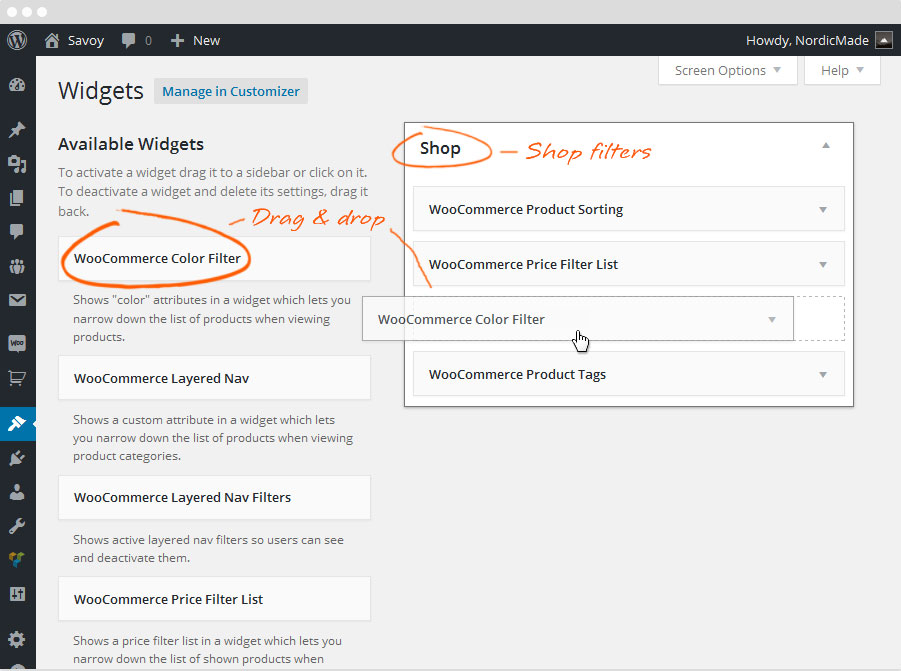 Savoy 0 New Howdy, NordicMade
Screen Options Help
Widgets Manage in Customizer
Available Widgets
To activate a widget drag it to a sidebar or click on it.
To deactivate a widget and delete its settings, drag it
back.
Drag & drop
WooCommerce Color Filter
Shows "color" attributes in a widget which lets you
narrow down the list of products when viewing
products.
WooCommerce Layered Nav
Shows a custom attribute in a widget which lets
you narrow down the list of products when viewing
product categories.
WooCommerce Layered Nav Filters
Shows active layered nav filters so users can see
and deactivate them.
WooCommerce Price Filter List
Shows a price filter list in a widget which lets you
narrow down the list of shown products when
Shop – Shop filters
WooCommerce Product Sorting
WooCommerce Price Filter List
WooCommerce Color Filter
WooCommerce Product Tags
Woo